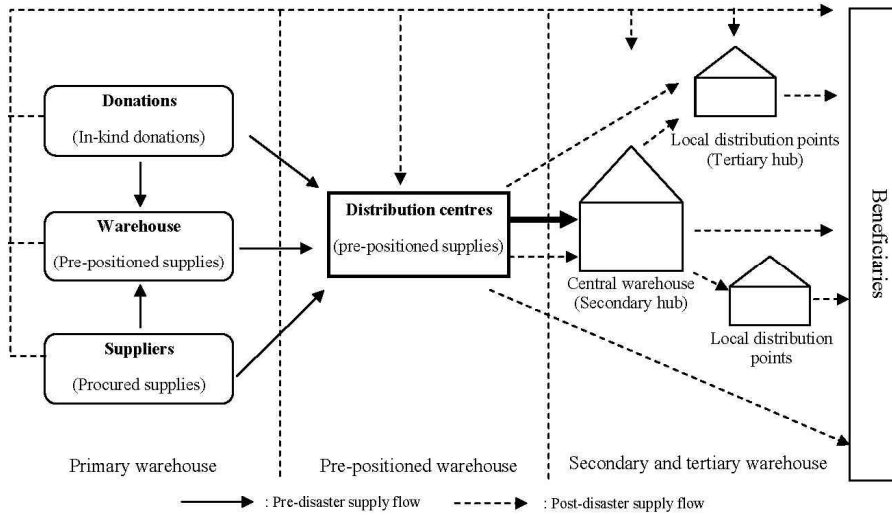 Donations
(In-kind donations)
Warehouse
(Pre-positioned supplies)
Suppliers
(Procured supplies)
Distribution centres
(pre-positioned supplies)
Local distribution points
(Tertiary hub)
Central warehouse
(Secondary hub)
Local distribution
points
Beneficiaries
Primary warehouse
Pre-positioned warehouse
Secondary and tertiary warehouse
: Pre-disaster supply flow
: Post-disaster supply flow